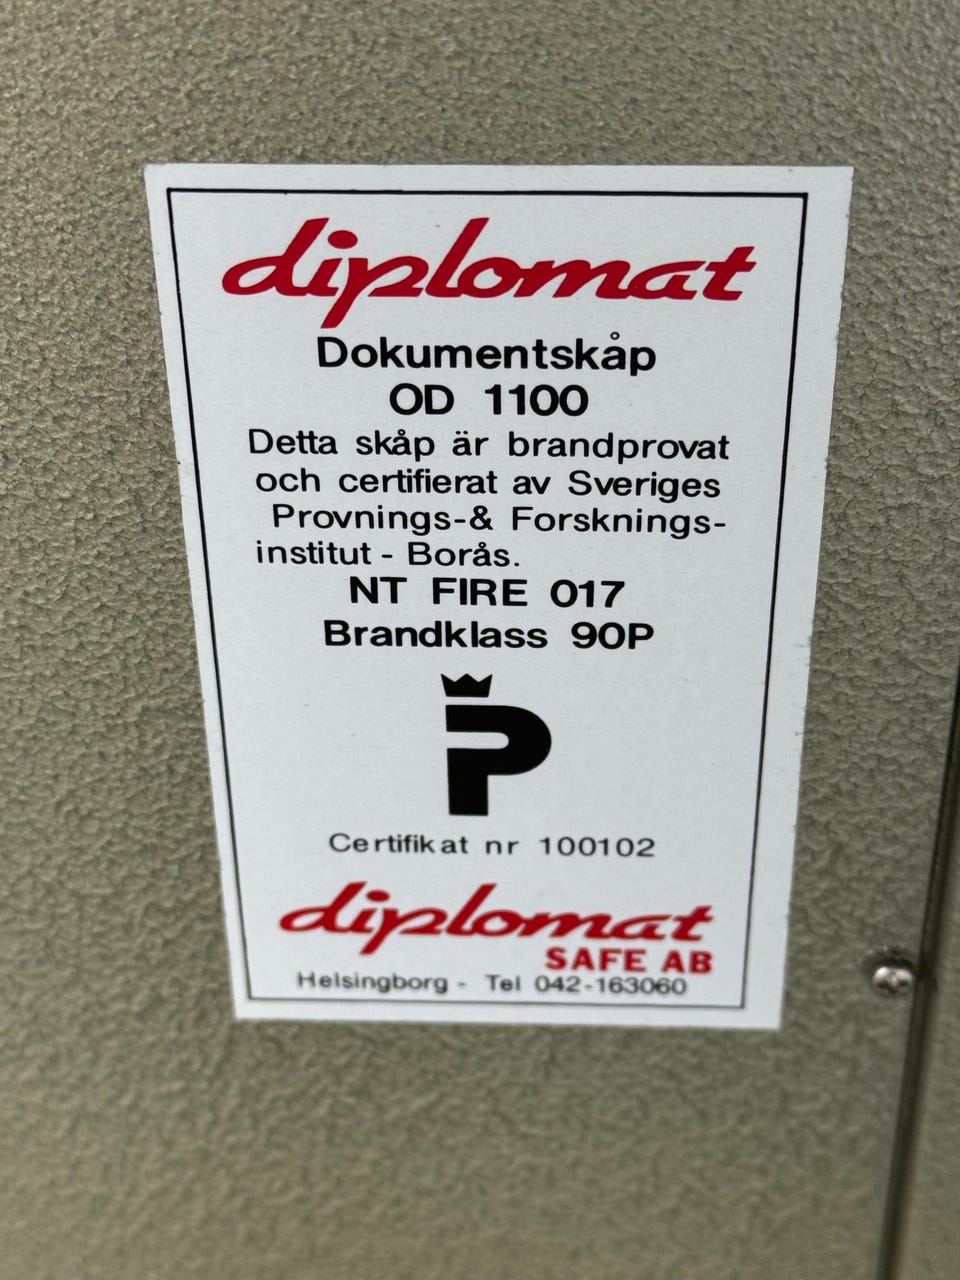 diplomat
Dokumentskåp
OD 1100
Detta skåp är brandprovat
och certifierat av Sveriges
Provnings-& Forsknings-
institut - Borås.
NT FIRE 017
Brandklass 90P
P
Certifikat nr 100102
diplomat
SAFE AB
Helsingborg - Tel 042-163060